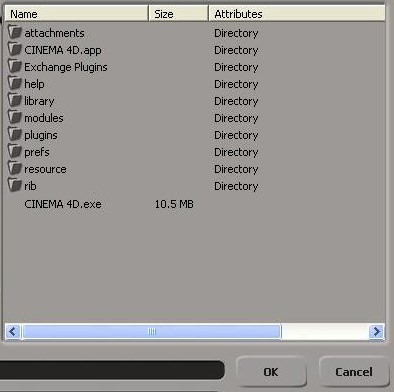 Name Size Attributes
attachments Directory
CINEMA 4D.app Directory
Exchange Plugins Directory
help Directory
library Directory
modules Directory
plugins Directory
prefs Directory
resource Directory
rib Directory
CINEMA 4D.exe 10.5 MB
OK Cancel